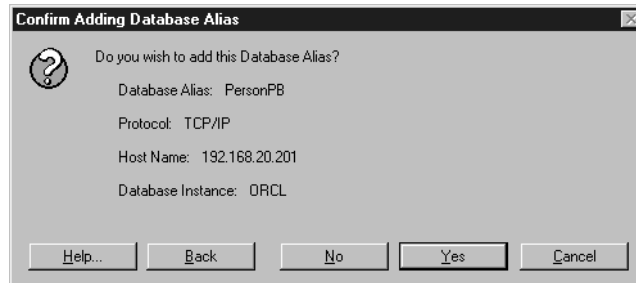 Confirm Adding Database Alias
Do you wish to add this Database Alias?
Database Alias: PersonPB
Protocol: TCP/IP
Host Name: 192.168.20.201
Database Instance: ORCL
Help... Back No Yes Cancel